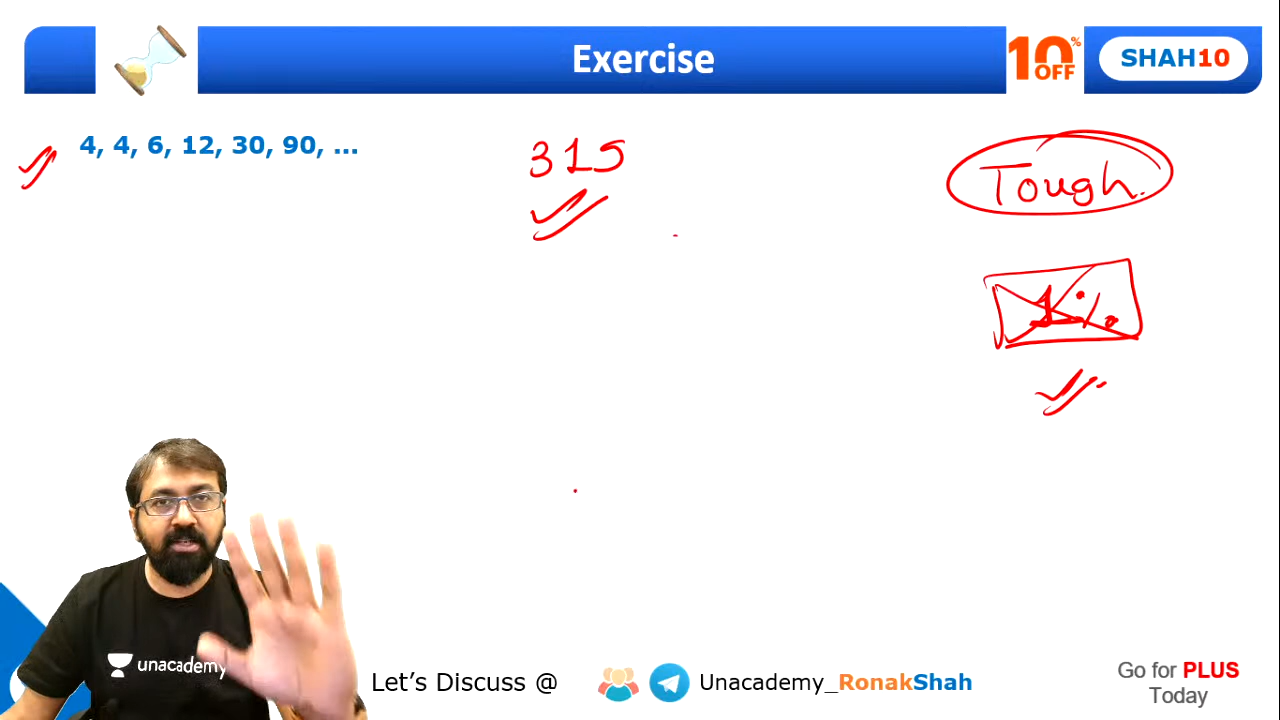 Exercise
10% OFF
SHAH10
4, 4, 6, 12, 30, 90, ...
315
Tough.
1%
unacademy
Let's Discuss @
Unacademy_RonakShah
Go for PLUS
Today